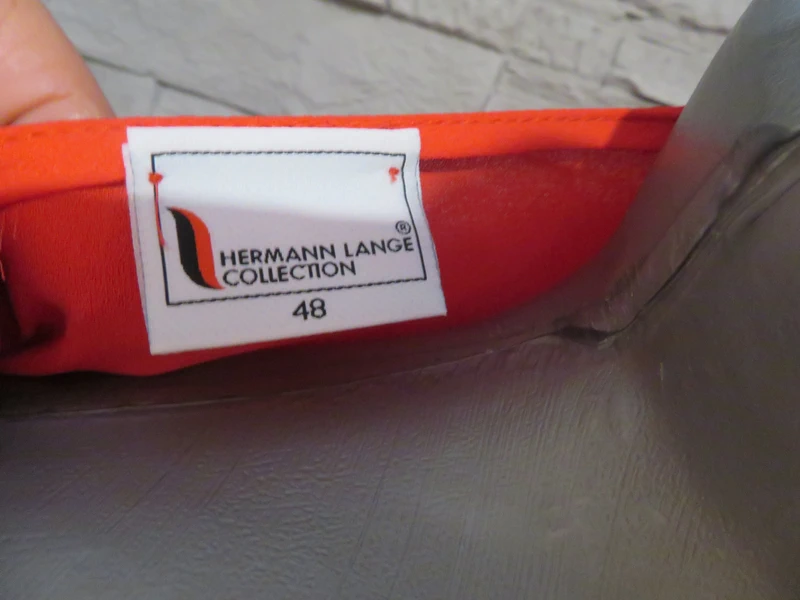 ®
HERMANN LANGE
COLLECTION
48